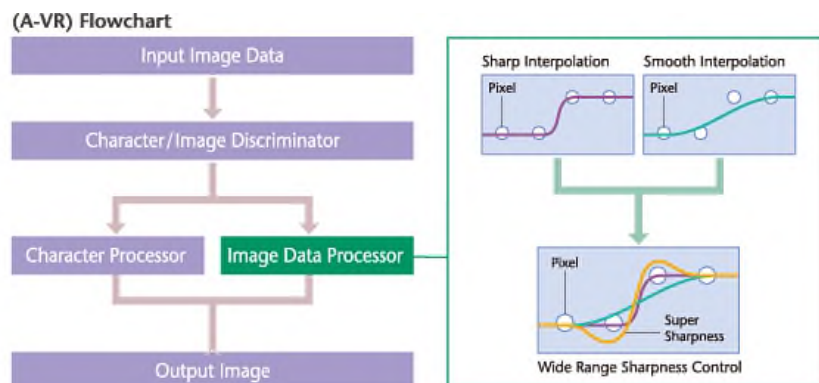 (A-VR) Flowchart
Input Image Data
Character/Image Discriminator
Character Processor
Image Data Processor
Output Image
Sharp Interpolation
Pixel
Smooth Interpolation
Pixel
Pixel
Super
Sharpness
Wide Range Sharpness Control